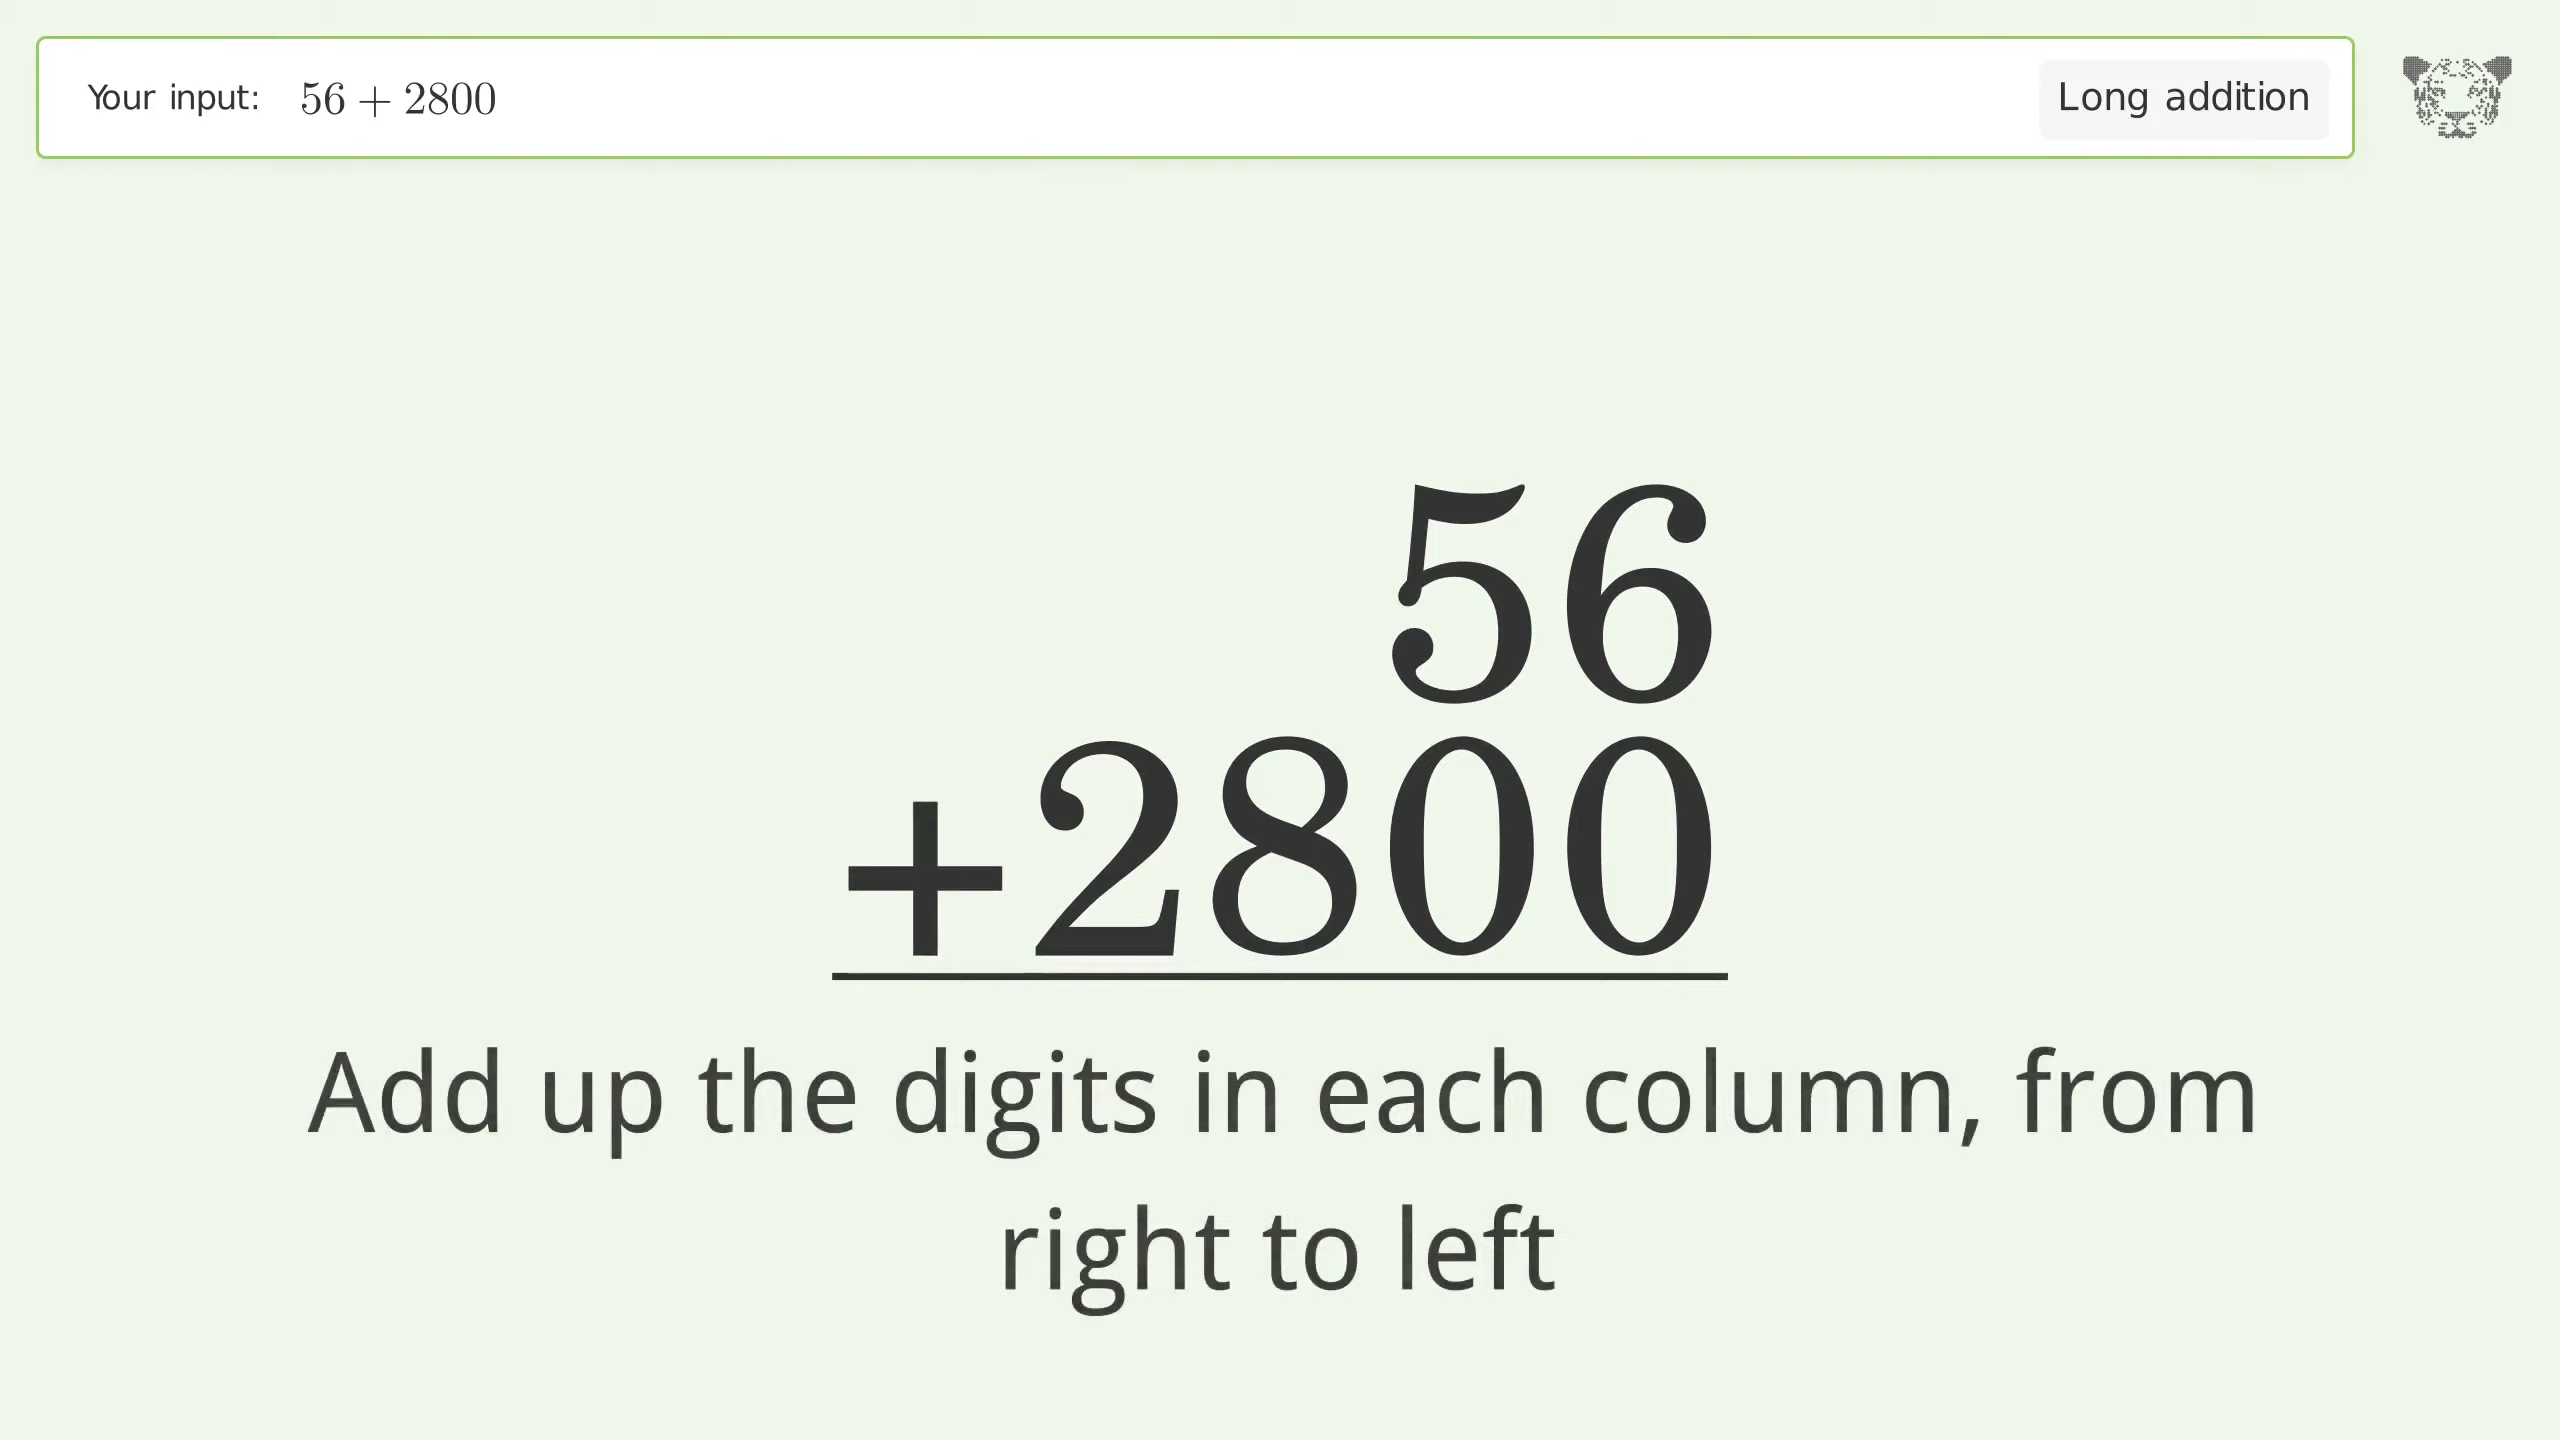 Your input: 56 + 2800
Long addition
56
+2800
Add up the digits in each column, from
right to left